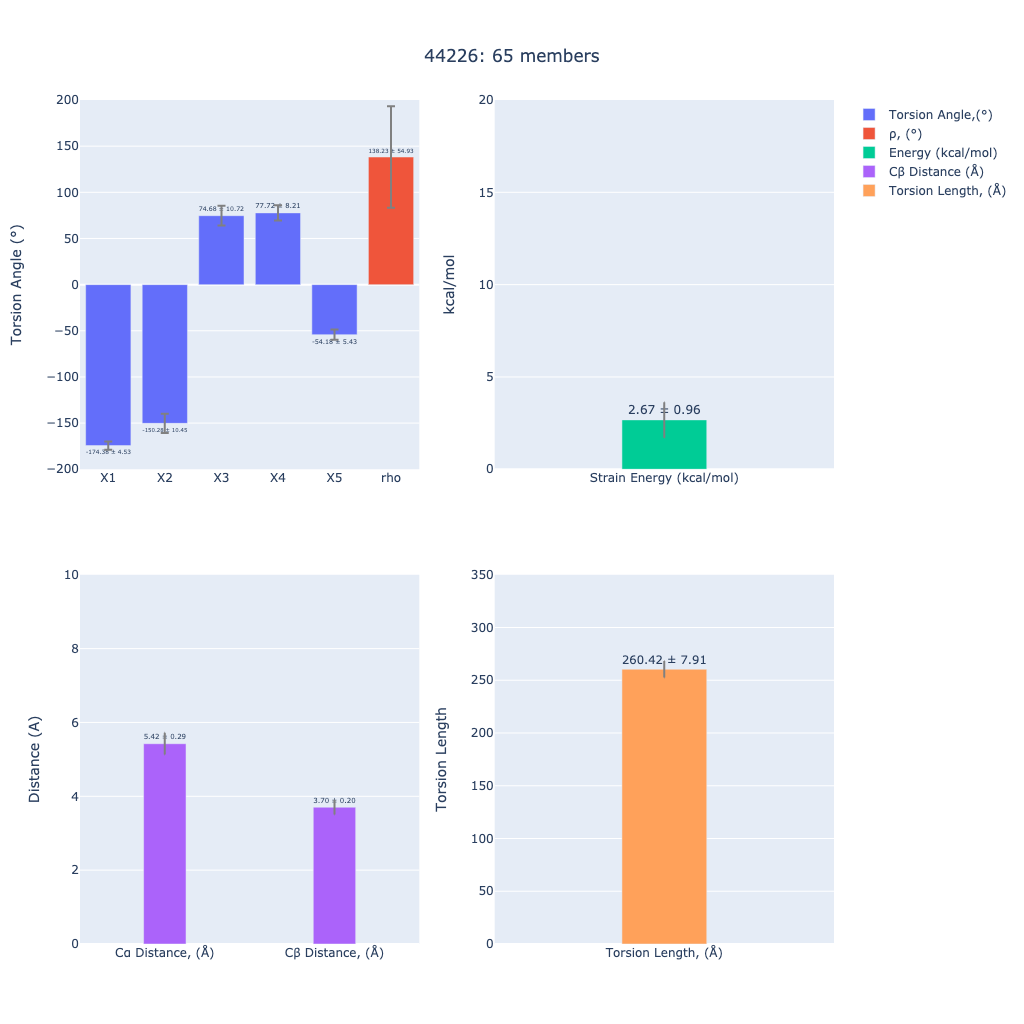 44226: 65 members
Torsion Angle (°)
200
150
100
50
0
−50
−100
−150
−200
-174.38 ± 4.53
74.68 ± 10.72
77.72 ± 8.21
-54.18 ± 5.43
138.23 ± 54.93
X1
X2
X3
X4
X5
rho
kcal/mol
20
15
10
5
0
2.67 ± 0.96
Strain Energy (kcal/mol)
Torsion Angle,(°)
ρ, (°)
Energy (kcal/mol)
Cβ Distance (Å)
Torsion Length, (Å)
Distance (A)
10
8
6
4
2
0
5.42 ± 0.29
3.70 ± 0.20
Cα Distance, (Å)
Cβ Distance, (Å)
Torsion Length
350
300
250
200
150
100
50
0
260.42 ± 7.91
Torsion Length, (Å)